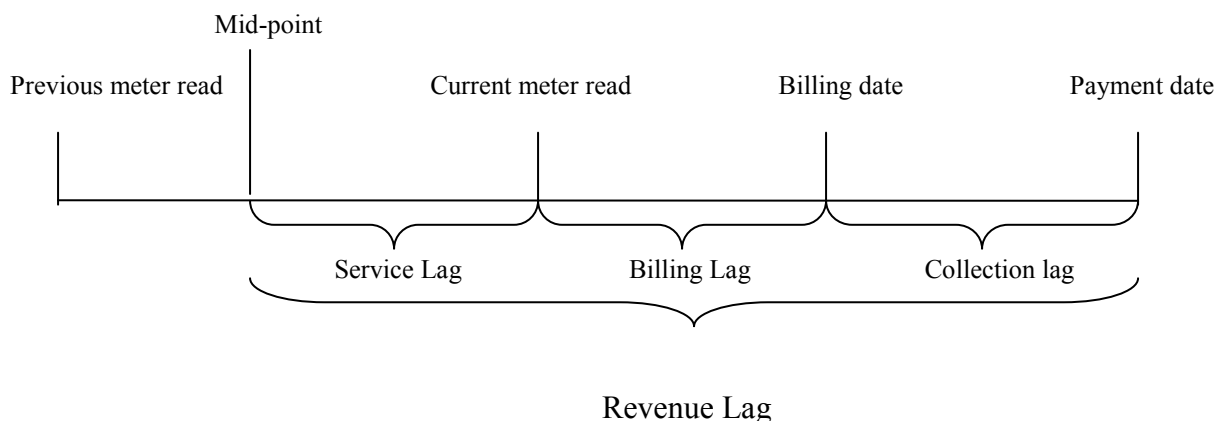 Mid-point
Previous meter read
Current meter read
Billing date
Payment date
Service Lag
Billing Lag
Collection lag
Revenue Lag